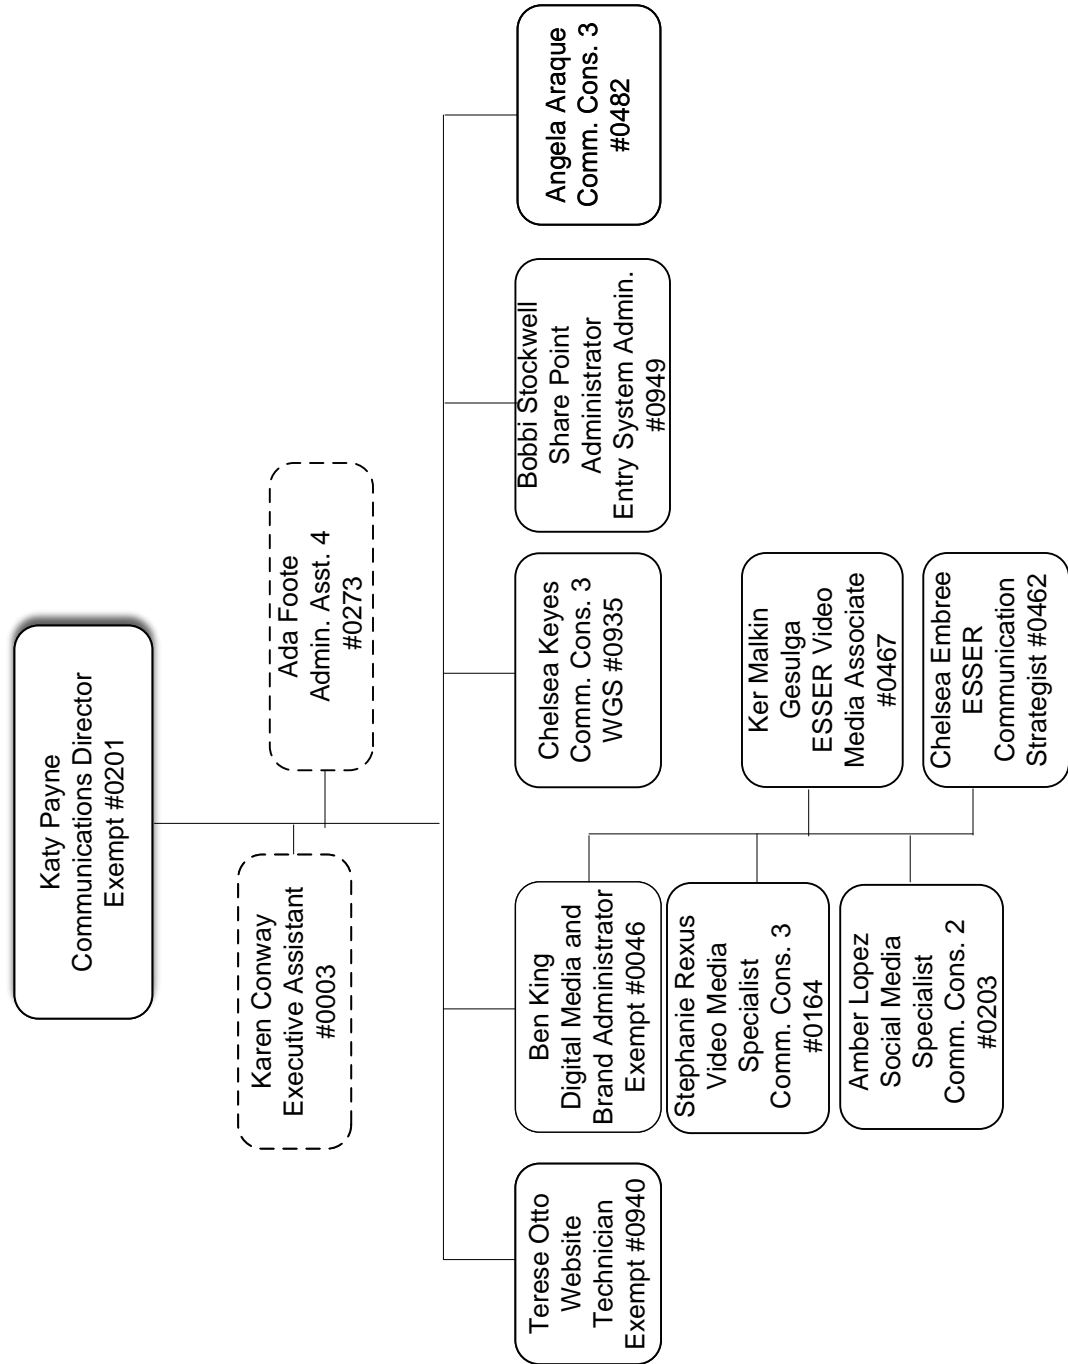 Katy Payne
Communications Director
Exempt #0201
Karen Conway
Executive Assistant
#0003
Ada Foote
Admin. Asst. 4
#0273
Terese Otto
Website
Technician
Exempt #0940
Ben King
Digital Media and
Brand Administrator
Exempt #0046
Chelsea Keyes
Comm. Cons. 3
WGS #0935
Bobbi Stockwell
Share Point
Administrator
Entry System Admin.
#0949
Angela Araque
Comm. Cons. 3
#0482
Stephanie Rexus
Video Media
Specialist
Comm. Cons. 3
#0164
Ker Malkin
Gesulga
ESSER Video
Media Associate
#0467
Amber Lopez
Social Media
Specialist
Comm. Cons. 2
#0203
Chelsea Embree
ESSER
Communication
Strategist #0462